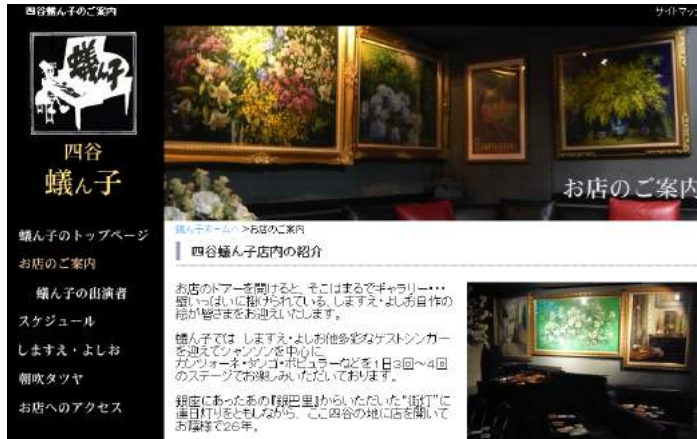 四谷蟻ん子のご案内
サイトマップ
蟻ん子
四谷
蟻ん子
お店のご案内
蟻ん子のトップページ
お店のご案内
蟻ん子の出演者
スケジュール
しますえ・よしお
朝吹タツヤ
お店へのアクセス
蟻ん子ホームへ >お店のご案内
四谷蟻ん子店内の紹介
お店のドアーを開けると、そこはまるでギャラリー・・・
壁いっぱいに掛けられている、しますえ・よしお自作の
絵が皆さまをお迎えいたします。
蟻ん子では しますえ・よしお他多彩なゲストシンガー
を迎えてシャンソンを中心に、
カンツォーネ・タンゴ・ポピュラーなどを1日3回～4回
のステージでお楽しみいただいております。
銀座にあったあの『銀巴里』からいただいた“街灯”に
連日灯りをともしながら、ここ四谷の地に店を開いて
お陰様で26年。